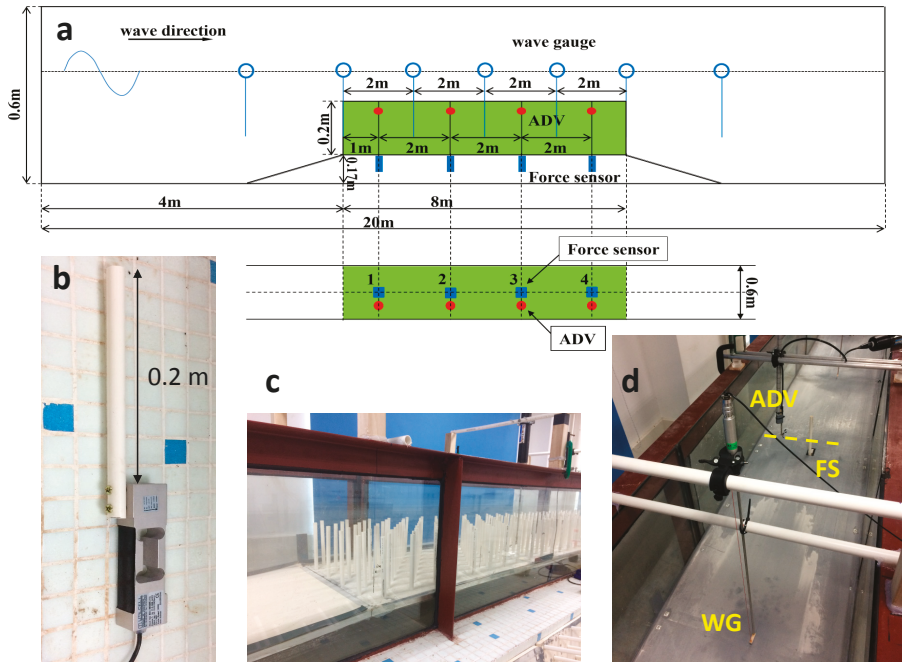 a
wave direction
wave gauge
2m
2m
2m
2m
0.6m
0.2m
ADV
1m
2m
2m
2m
0.17m
Force sensor
4m
8m
20m
b
0.2 m
Force sensor
1
2
3
4
0.6m
ADV
c
d
ADV
FS
WG